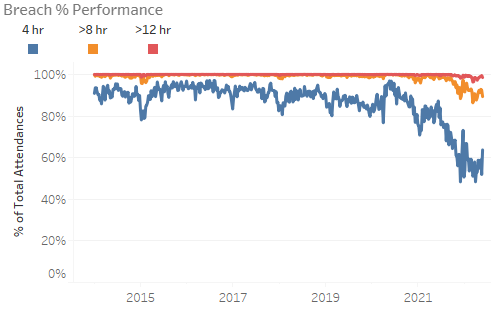 Breach % Performance
4 hr >8 hr >12 hr
% of Total Attendances
100%
80%
60%
40%
20%
0%
2015 2017 2019 2021